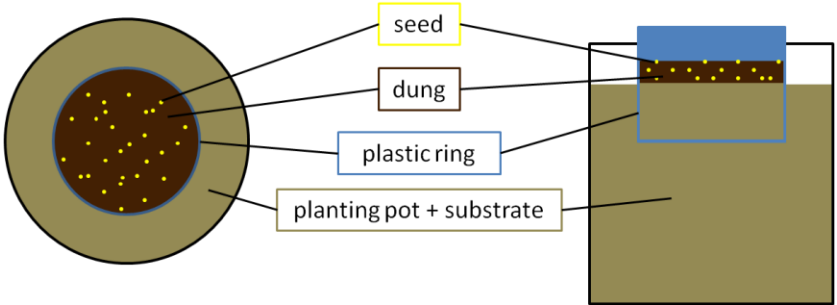 seed
dung
plastic ring
planting pot + substrate